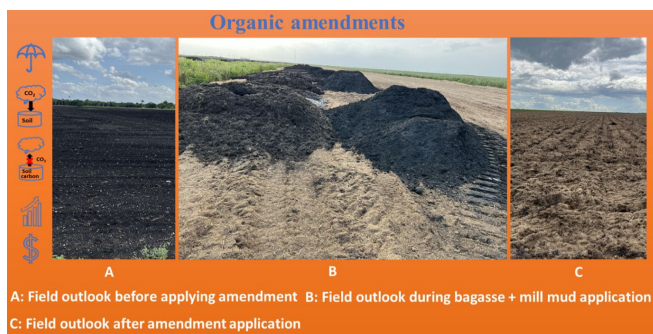 Organic amendments
CO₂
Soil
CO₂
Soil
carbon
$
A
B
C
A: Field outlook before applying amendment B: Field outlook during bagasse + mill mud application
C: Field outlook after amendment application